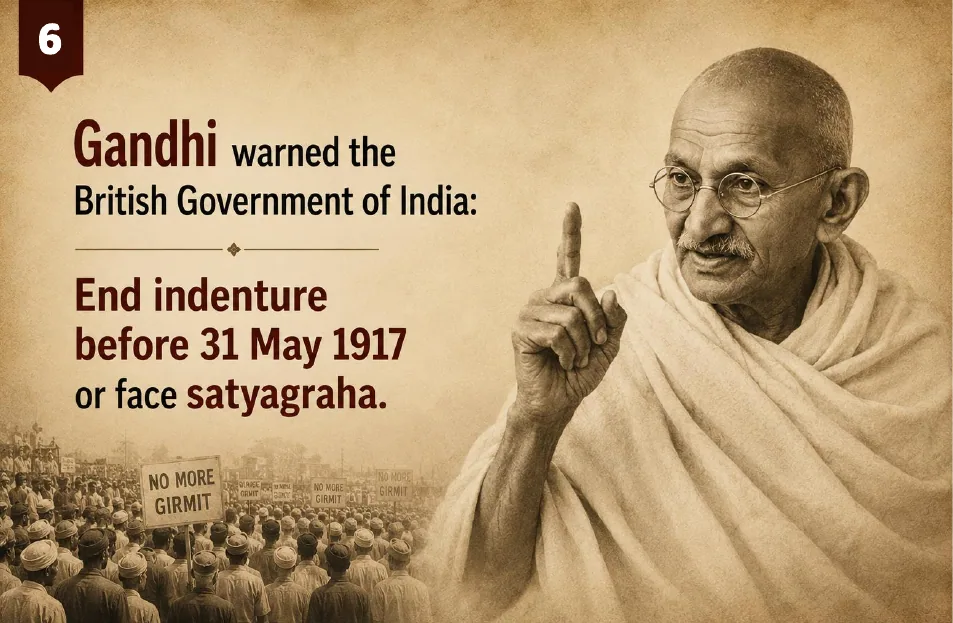 6
Gandhi warned the
British Government of India:
End indenture
before 31 May 1917
or face satyagraha.
NO MORE
GIRMIT
NO MORE
GIRMIT
NO MORE
GIRMIT